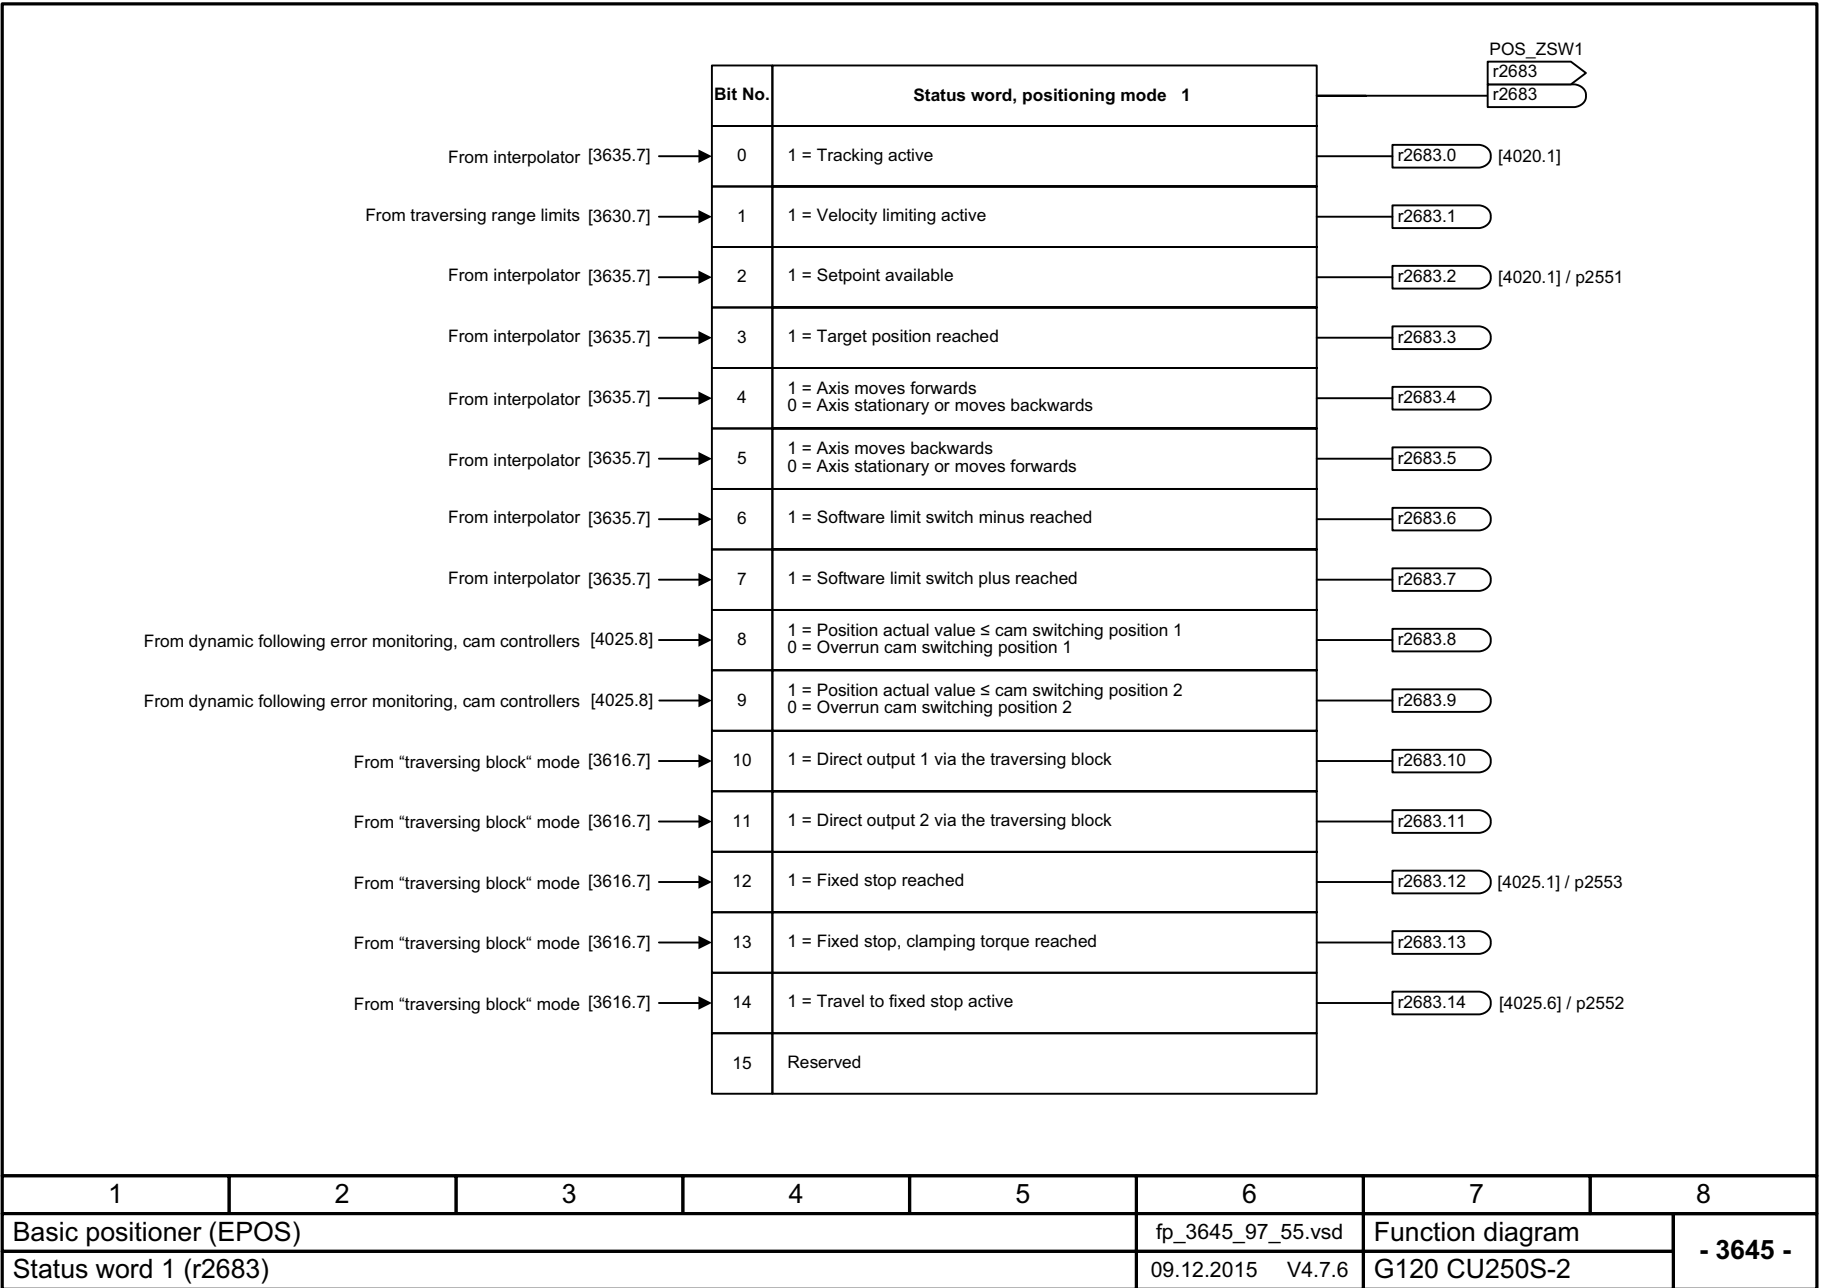 POS_ZSW1
r2683
Bit No. Status word, positioning mode 1 r2683
From interpolator [3635.7] 0 1 = Tracking active r2683.0 [4020.1]
From traversing range limits [3630.7] 1 1 = Velocity limiting active r2683.1
From interpolator [3635.7] 2 1 = Setpoint available r2683.2 [4020.1] / p2551
From interpolator [3635.7] 3 1 = Target position reached r2683.3
1 = Axis moves forwards
From interpolator [3635.7] 4 0 = Axis stationary or moves backwards r2683.4
1 = Axis moves backwards
From interpolator [3635.7] 5 0 = Axis stationary or moves forwards r2683.5
From interpolator [3635.7] 6 1 = Software limit switch minus reached r2683.6
From interpolator [3635.7] 7 1 = Software limit switch plus reached r2683.7
1 = Position actual value ≤ cam switching position 1
From dynamic following error monitoring, cam controllers [4025.8] 8 0 = Overrun cam switching position 1 r2683.8
1 = Position actual value ≤ cam switching position 2
From dynamic following error monitoring, cam controllers [4025.8] 9 0 = Overrun cam switching position 2 r2683.9
From “traversing block“ mode [3616.7] 10 1 = Direct output 1 via the traversing block r2683.10
From “traversing block“ mode [3616.7] 11 1 = Direct output 2 via the traversing block r2683.11
From “traversing block“ mode [3616.7] 12 1 = Fixed stop reached r2683.12 [4025.1] / p2553
From “traversing block“ mode [3616.7] 13 1 = Fixed stop, clamping torque reached r2683.13
From “traversing block“ mode [3616.7] 14 1 = Travel to fixed stop active r2683.14 [4025.6] / p2552
15 Reserved
1 2 3 4 5 6 7 8
Basic positioner (EPOS) fp_3645_97_55.vsd Function diagram - 3645 -
Status word 1 (r2683) 09.12.2015 V4.7.6 G120 CU250S-2